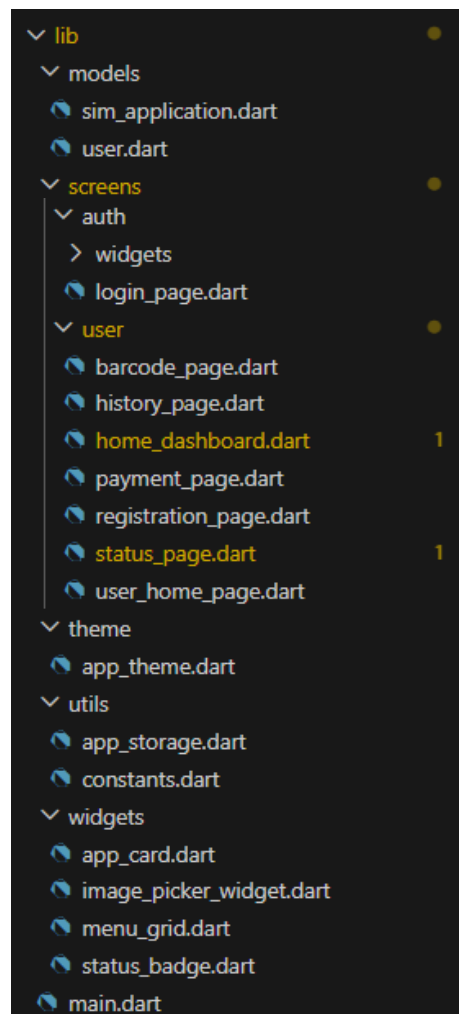 lib
models
sim_application.dart
user.dart
screens
auth
widgets
login_page.dart
user
barcode_page.dart
history_page.dart
home_dashboard.dart 1
payment_page.dart
registration_page.dart
status_page.dart 1
user_home_page.dart
theme
app_theme.dart
utils
app_storage.dart
constants.dart
widgets
app_card.dart
image_picker_widget.dart
menu_grid.dart
status_badge.dart
main.dart